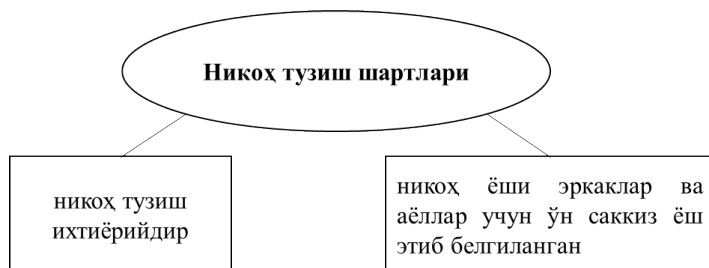 Никоҳ тузиш шартлари
никоҳ тузиш
ихтиёрийдир
никоҳ ёши эркаклар ва
аёллар учун ўн саккиз ёш
этиб белгиланган